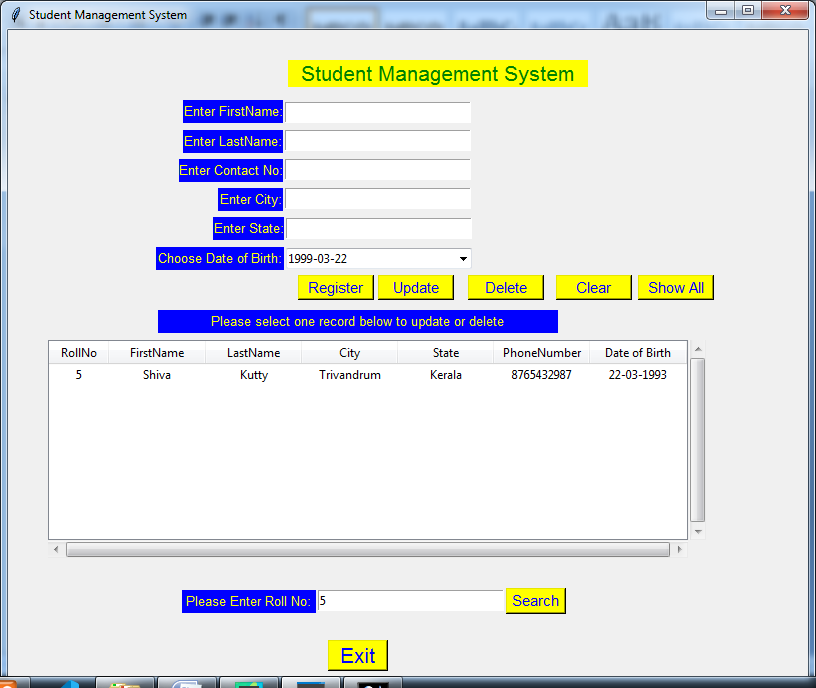 Student Management System
Student Management System
Enter FirstName:
Enter LastName:
Enter Contact No:
Enter City:
Enter State:
Choose Date of Birth: 1999-03-22
Register Update Delete Clear Show All
Please select one record below to update or delete
RollNo FirstName LastName City State PhoneNumber Date of Birth
5 Shiva Kutty Trivandrum Kerala 8765432987 22-03-1993
Please Enter Roll No: 5 Search
Exit